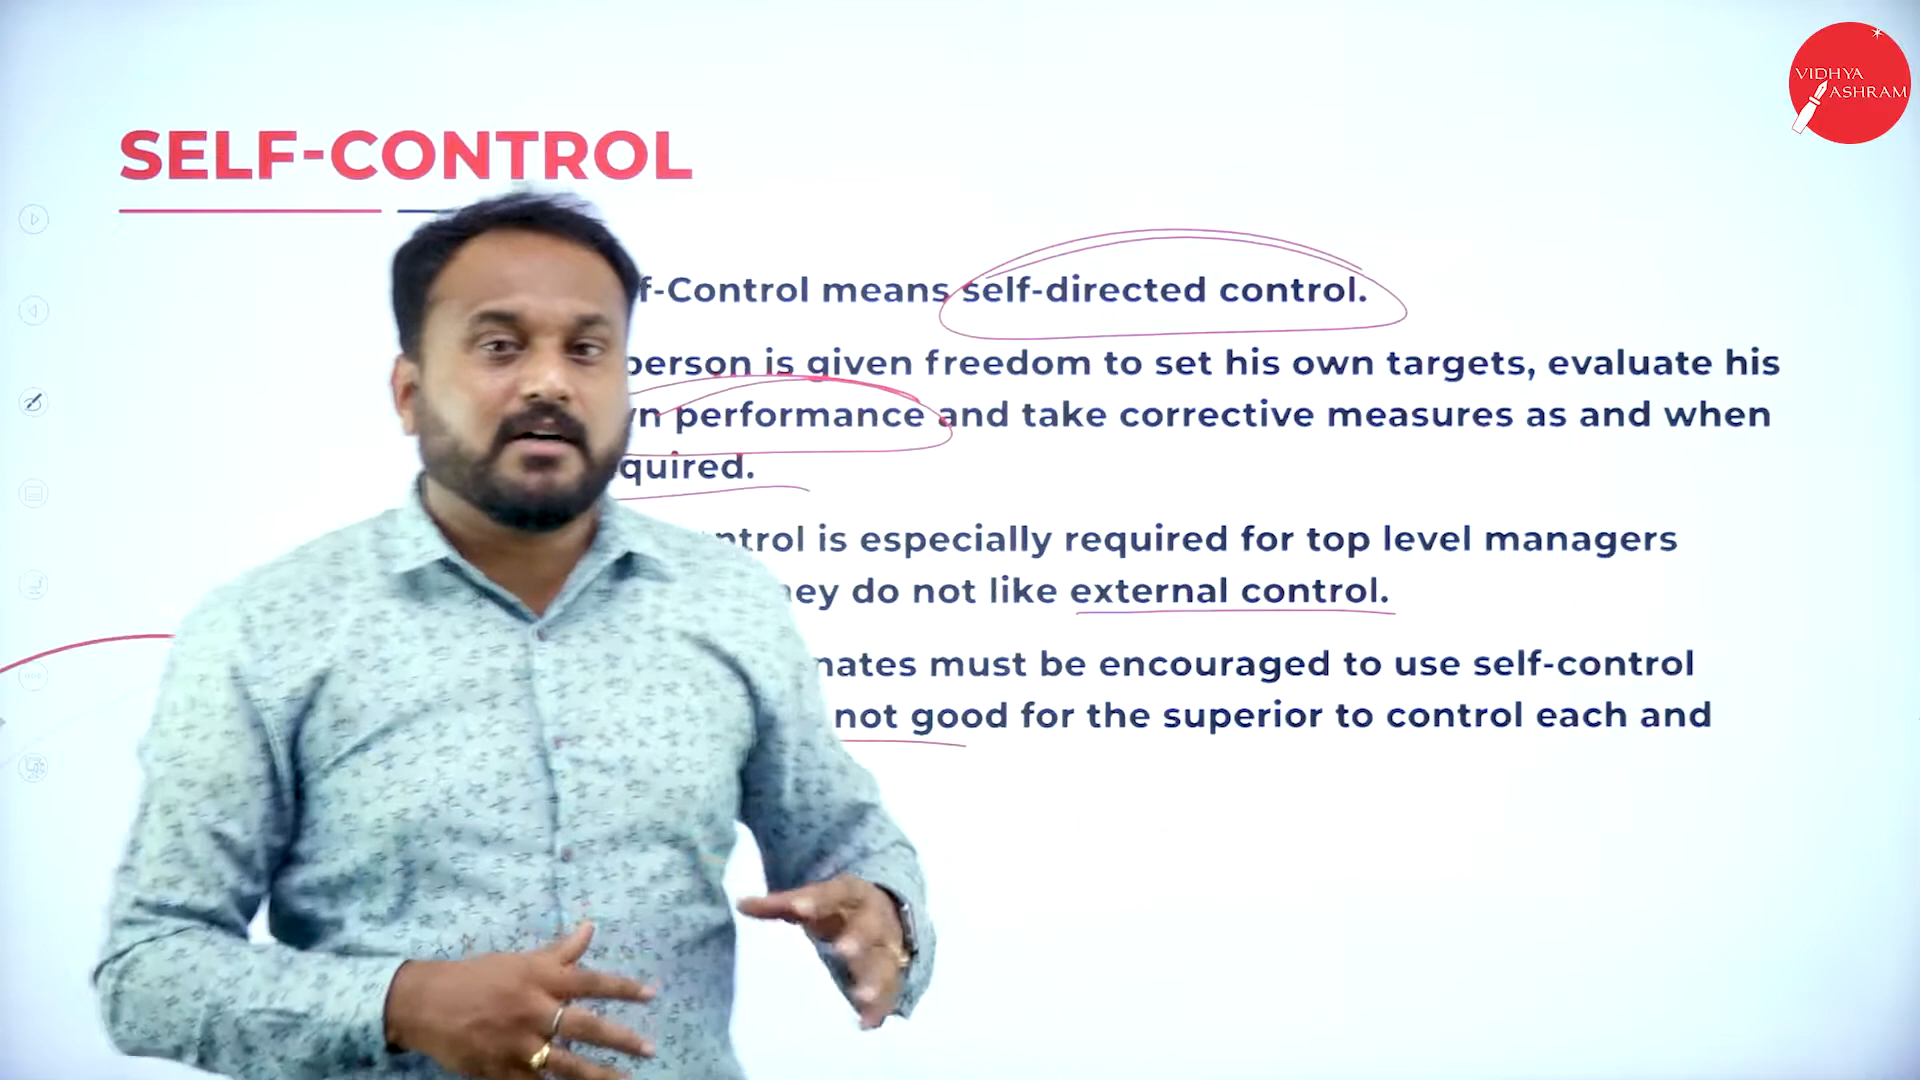 VIDHYA
ASHRAM
SELF-CONTROL
f-Control means self-directed control.
person is given freedom to set his own targets, evaluate his
performance and take corrective measures as and when
quired.
ntrol is especially required for top level managers
ey do not like external control.
nates must be encouraged to use self-control
not good for the superior to control each and